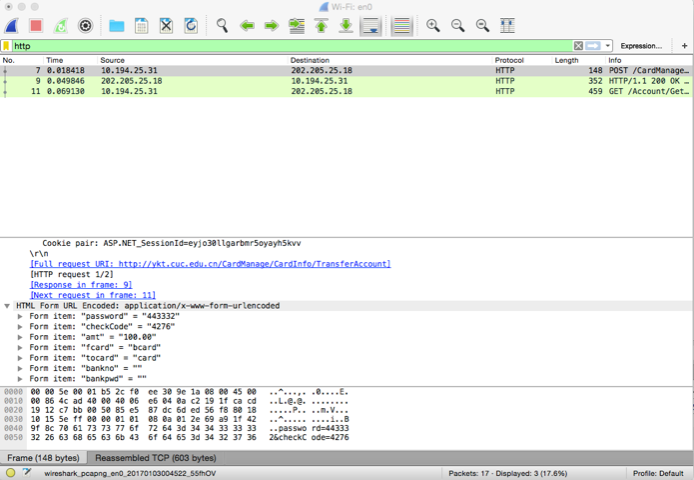 Wi-Fi: en0
http
Expression...
+
No. Time Source Destination Protocol Length Info
7 0.018418 10.194.25.31 202.205.25.18 HTTP 148 POST /CardManage…
9 0.049846 202.205.25.18 10.194.25.31 HTTP 352 HTTP/1.1 200 OK …
11 0.069130 10.194.25.31 202.205.25.18 HTTP 459 GET /Account/Get…
Cookie pair: ASP.NET_SessionId=eyjo30llgarbmr5oyayh5kvv
\r\n
[Full request URI: http://ykt.cuc.edu.cn/CardManage/CardInfo/TransferAccount]
[HTTP request 1/2]
[Response in frame: 9]
[Next request in frame: 11]
HTML Form URL Encoded: application/x-www-form-urlencoded
Form item: "password" = "443332"
Form item: "checkCode" = "4276"
Form item: "amt" = "100.00"
Form item: "fcard" = "bcard"
Form item: "tocard" = "card"
Form item: "bankno" = ""
Form item: "bankpwd" = ""
0000 00 00 5e 00 01 b5 2c f0 ee 30 9e 1a 08 00 45 00 ..^...,. .0....E.
0010 00 86 4c ad 40 00 40 06 e6 04 0a c2 19 1f ca cd ..L.@.@. ........
0020 19 12 c7 bb 00 50 85 e5 87 dc 6d ed 56 f8 80 18 .....P.. ..m.V...
0030 10 15 5e ff 00 00 01 01 08 0a 01 2e 69 a9 1f 42 ..^..... ....i..B
0040 9f 8c 70 61 73 73 77 6f 72 64 3d 34 34 33 33 33 ..passwo rd=44333
0050 32 26 63 68 65 63 6b 43 6f 64 65 3d 34 32 37 36 2&checkC ode=4276
Frame (148 bytes) Reassembled TCP (603 bytes)
wireshark_pcapng_en0_20170103004522_55fhOV Packets: 17 · Displayed: 3 (17.6%) Profile: Default